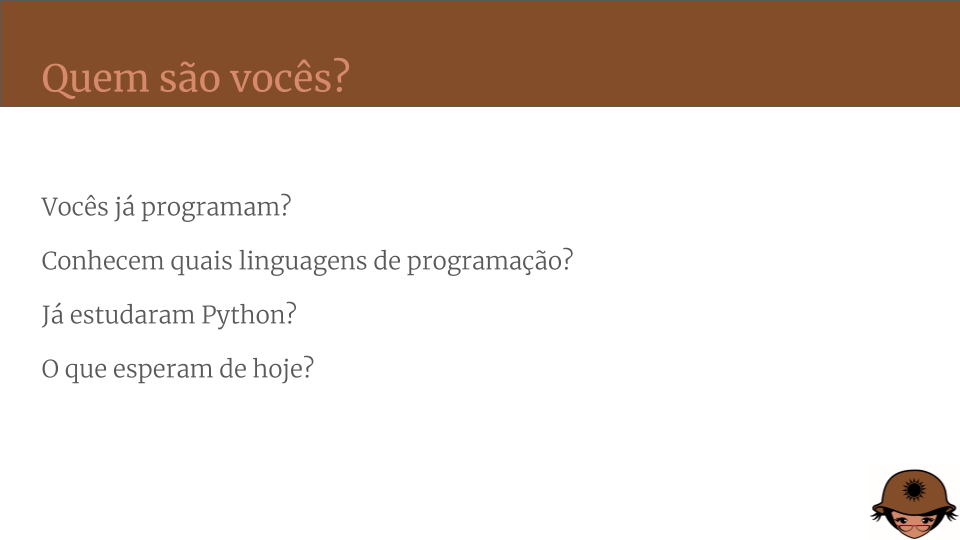 Quem são vocês?
Vocês já programam?
Conhecem quais linguagens de programação?
Já estudaram Python?
O que esperam de hoje?